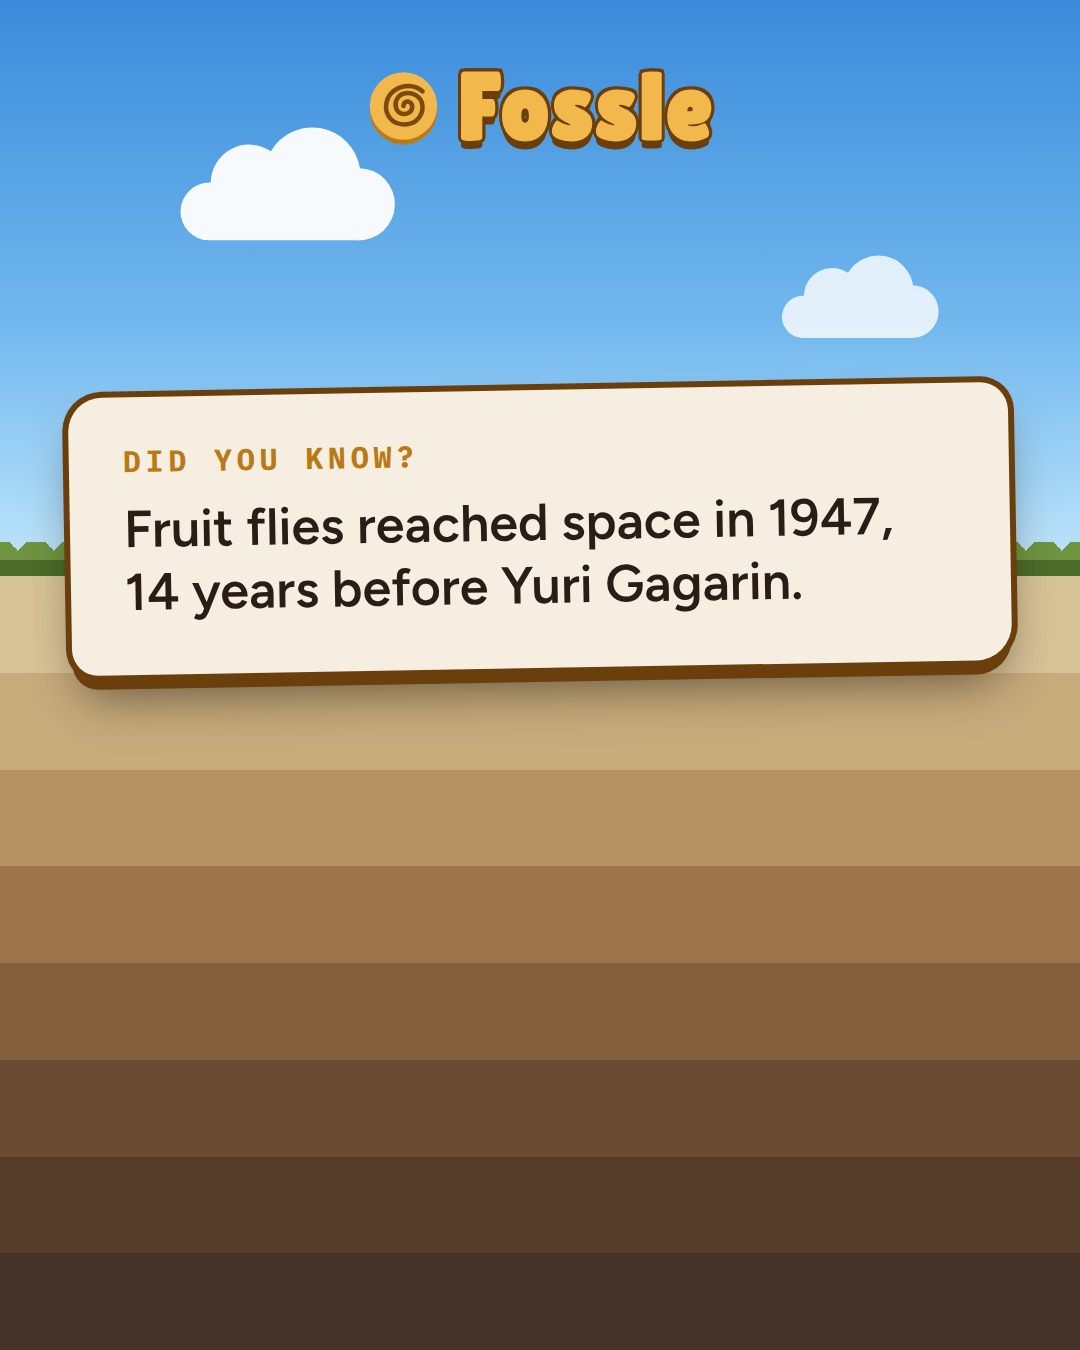 Fossle
DID YOU KNOW?
Fruit flies reached space in 1947,
14 years before Yuri Gagarin.